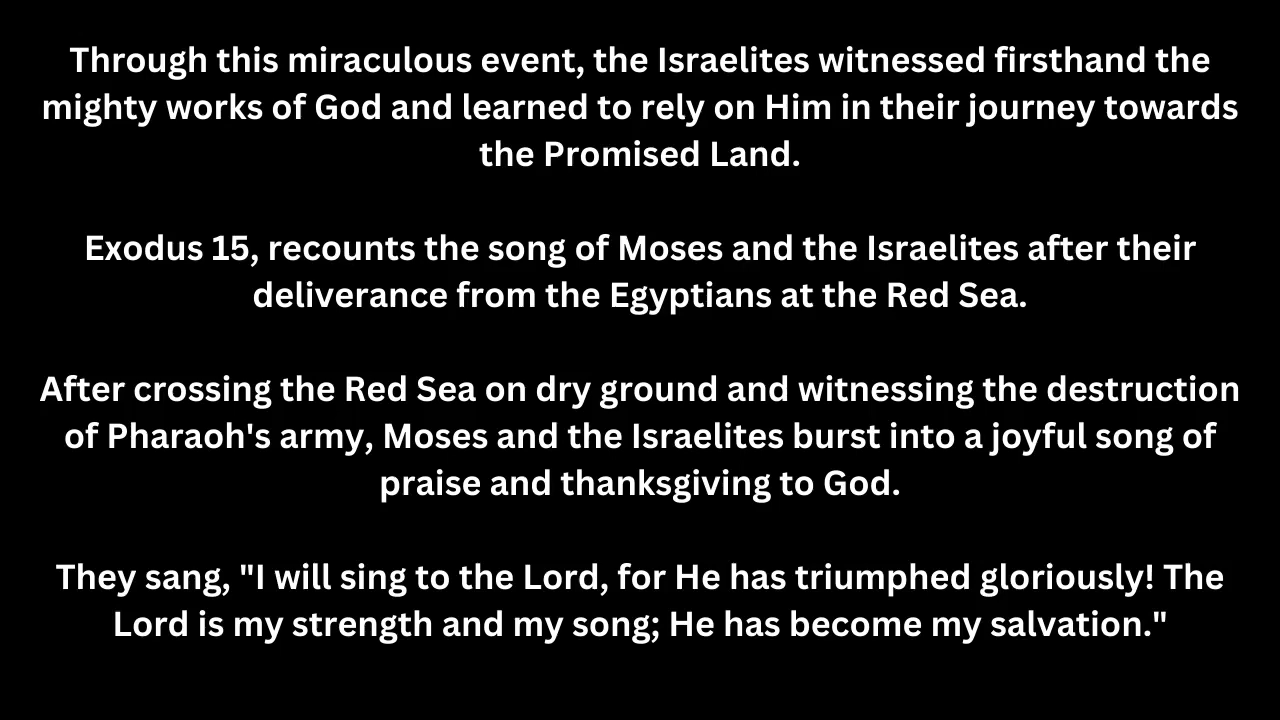 Through this miraculous event, the Israelites witnessed firsthand the
mighty works of God and learned to rely on Him in their journey towards
the Promised Land.
Exodus 15, recounts the song of Moses and the Israelites after their
deliverance from the Egyptians at the Red Sea.
After crossing the Red Sea on dry ground and witnessing the destruction
of Pharaoh's army, Moses and the Israelites burst into a joyful song of
praise and thanksgiving to God.
They sang, "I will sing to the Lord, for He has triumphed gloriously! The
Lord is my strength and my song; He has become my salvation."